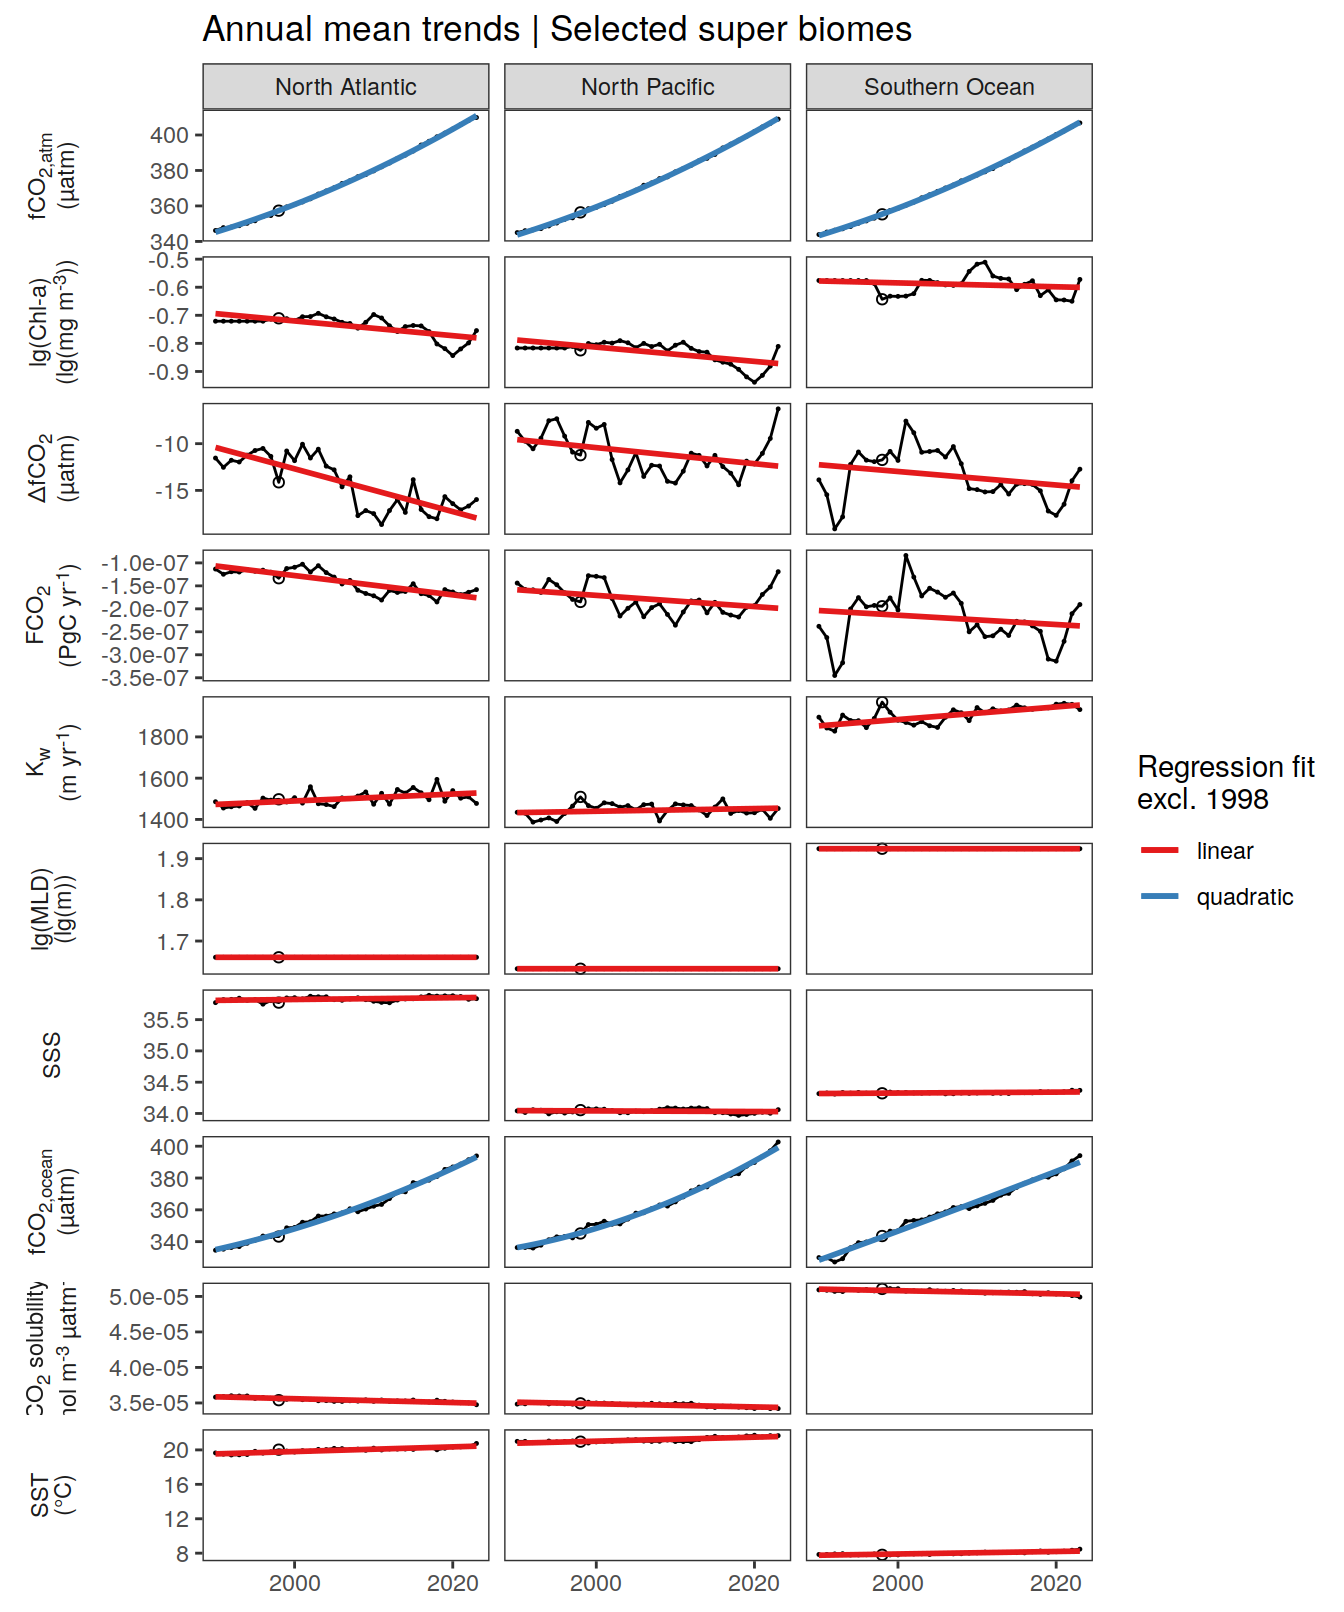 Annual mean trends | Selected super biomes
North Atlantic North Pacific Southern Ocean
fCO2,atm
(µatm)
400
380
360
340
lg(Chl-a)
(lg(mg m-3))
-0.5
-0.6
-0.7
-0.8
-0.9
ΔfCO2
(µatm)
-10
-15
FCO2
(PgC yr-1)
-1.0e-07
-1.5e-07
-2.0e-07
-2.5e-07
-3.0e-07
-3.5e-07
Kw
(m yr-1)
1800
1600
1400
lg(MLD)
(lg(m))
1.9
1.8
1.7
SSS
35.5
35.0
34.5
34.0
fCO2,ocean
(µatm)
400
380
360
340
CO2 solubility
nol m-3 µatm-
5.0e-05
4.5e-05
4.0e-05
3.5e-05
SST
(°C)
20
16
12
8
2000 2020 2000 2020 2000 2020
Regression fit
excl. 1998
linear
quadratic